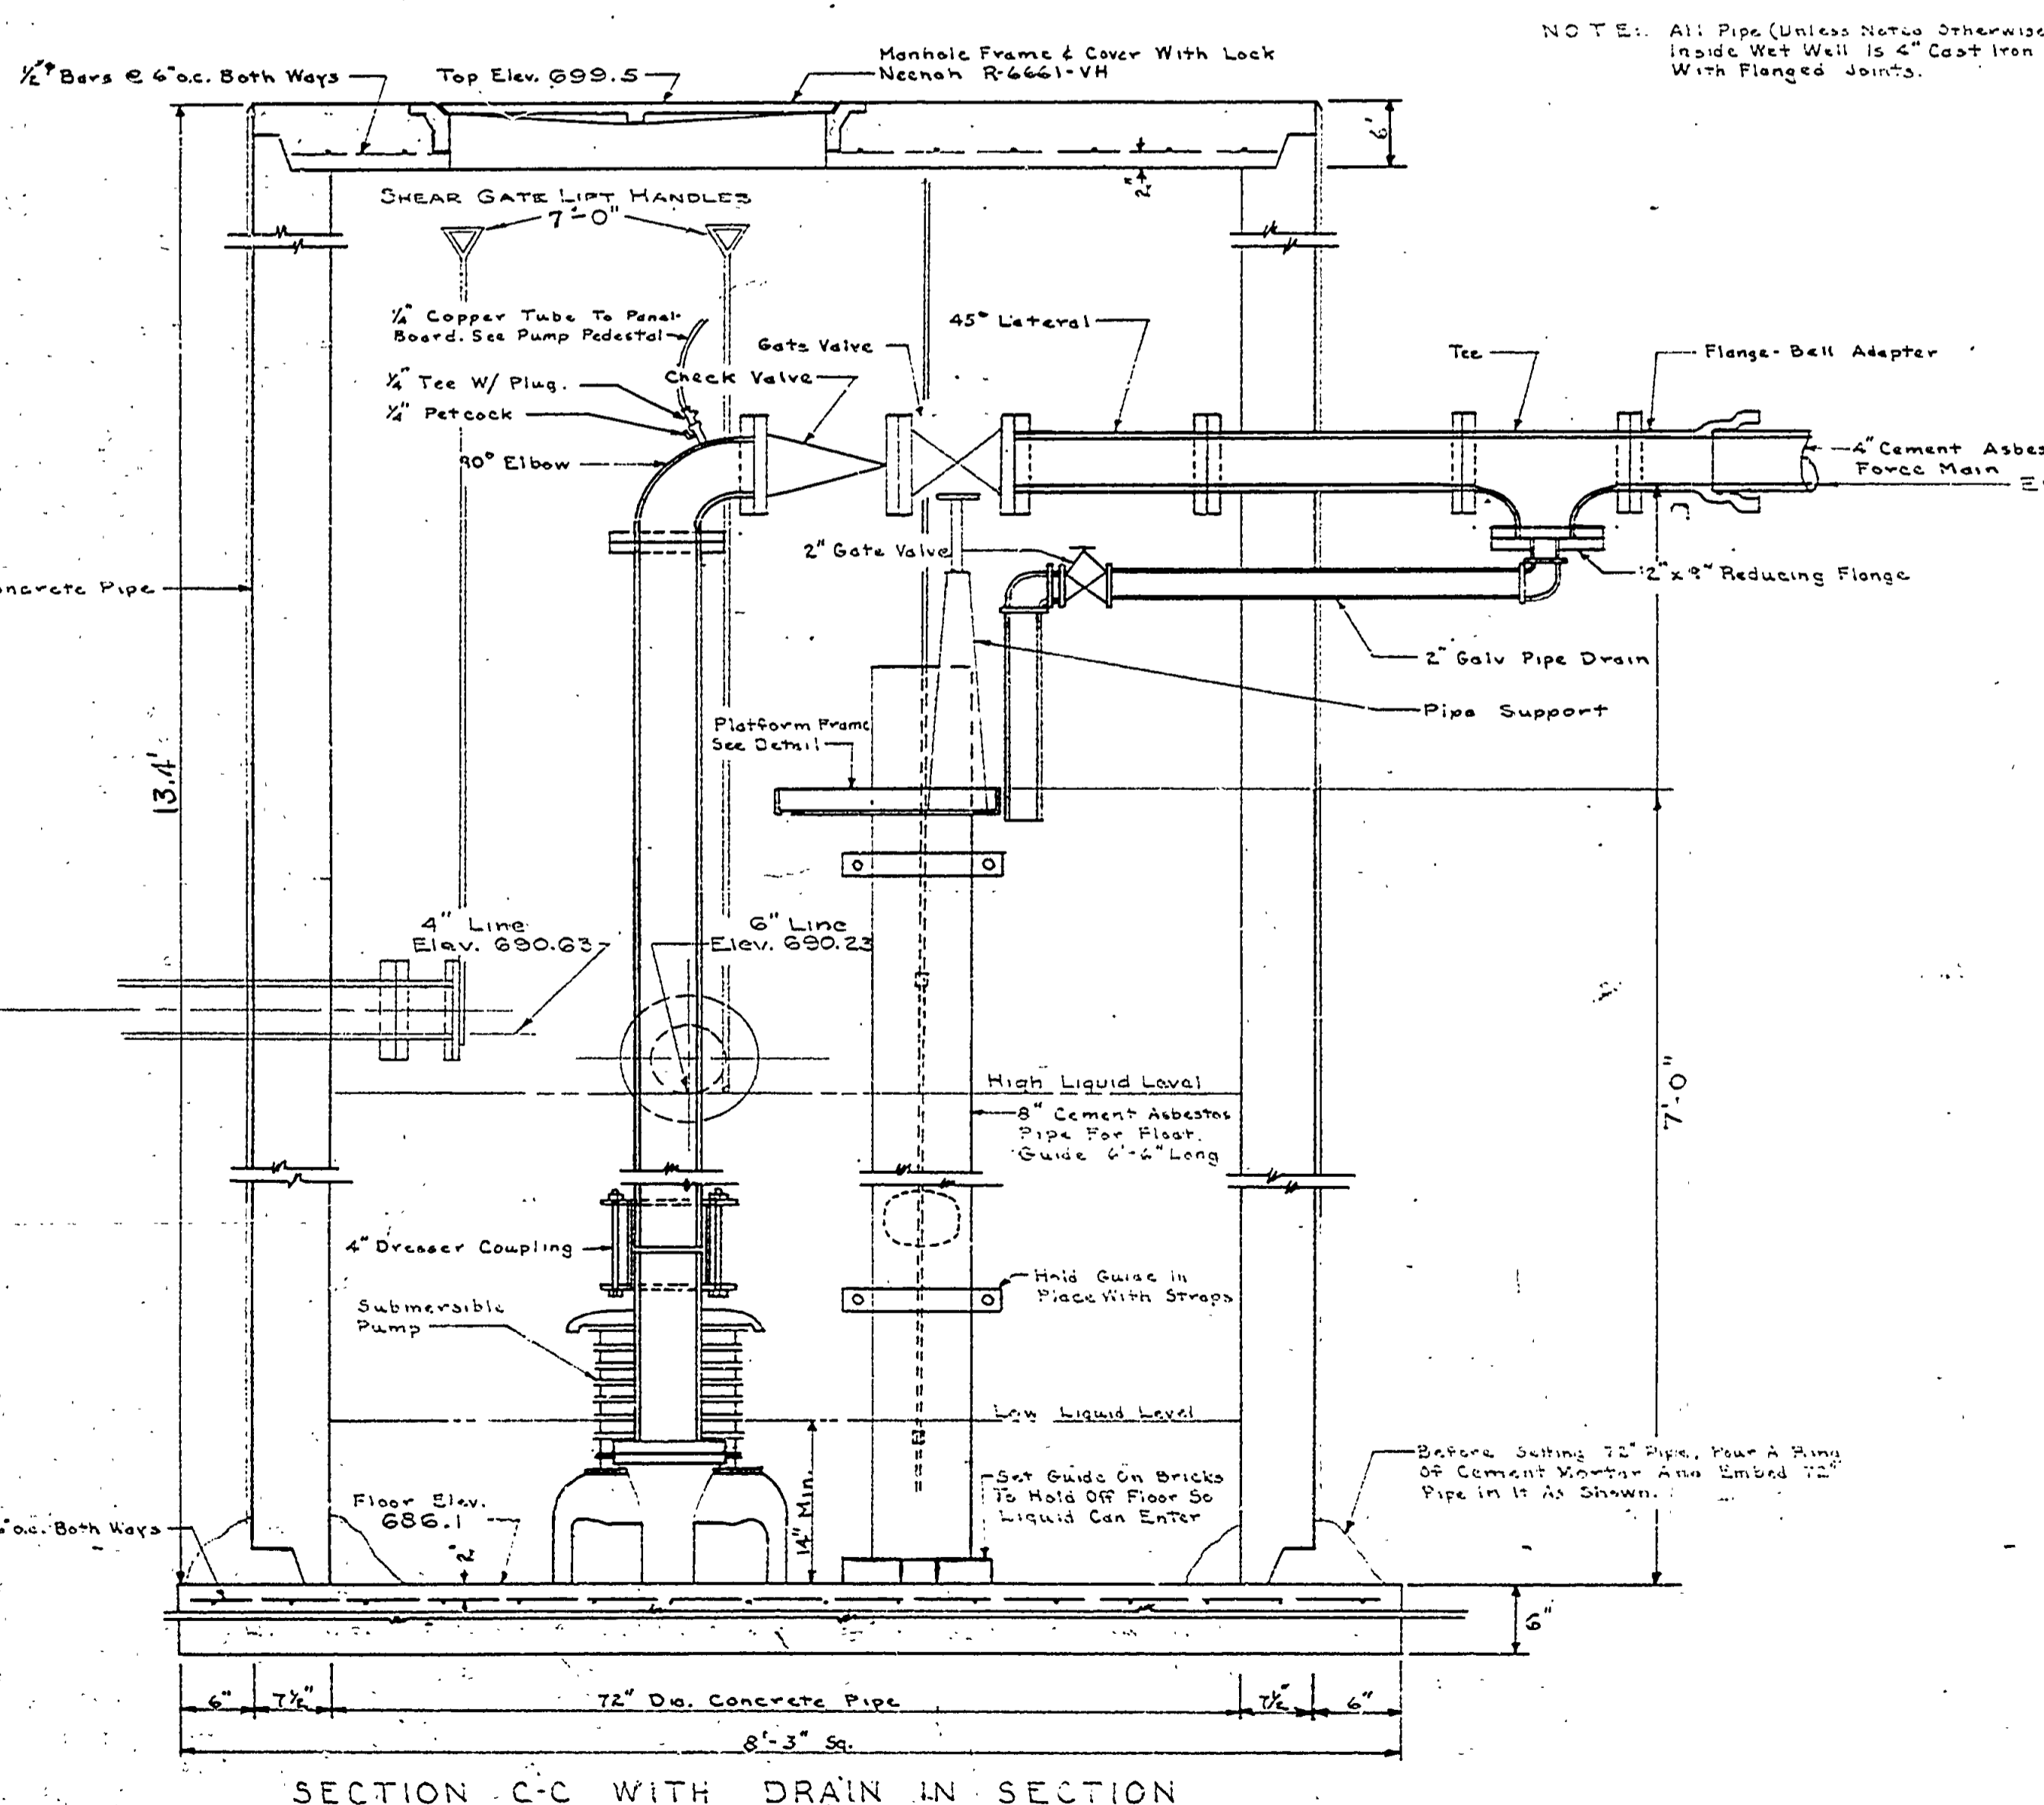 NOTE: All Pipe (Unless Noted Otherwise
Inside Wet Well Is 4" Cast Iron
With Flanged Joints.
½"φ Bars @ 6" o.c. Both Ways
Top Elev. 699.5
Manhole Frame & Cover With Lock
Neenah R-6661-VH
6"
2"
SHEAR GATE LIFT HANDLES
7'-0"
¼" Copper Tube To Panel-
Board. See Pump Pedestal
¼" Tee W/ Plug.
¼" Petcock
90° Elbow
Check Valve
Gate Valve
45° Lateral
Tee
Flange-Bell Adapter
4" Cement Asbes
Force Main
2" Gate Valve
Reducing Flange
2" Galv Pipe Drain
Pipe Support
oncrete Pipe
Platform Frame
See Detail
13.4'
4" Line
Elev. 690.63
6" Line
Elev. 690.23
High Liquid Level
8" Cement Asbestos
Pipe For Float.
Guide 6'-6" Long
7'-0"
4" Dresser Coupling
Hold Guide in
Place With Straps
Submersible
Pump
Low Liquid Level
14" Min.
Set Guide On Bricks
To Hold Off Floor So
Liquid Can Enter
Before Setting 72" Pipe, Pour A Ring
Of Cement Mortar And Embed 72"
Pipe in It As Shown.
Floor Elev.
686.1
o.c. Both Ways
2"
6"
6"
7½"
72" Dia. Concrete Pipe
7½"
6"
8'-3" Sq.
SECTION C-C WITH DRAIN IN SECTION